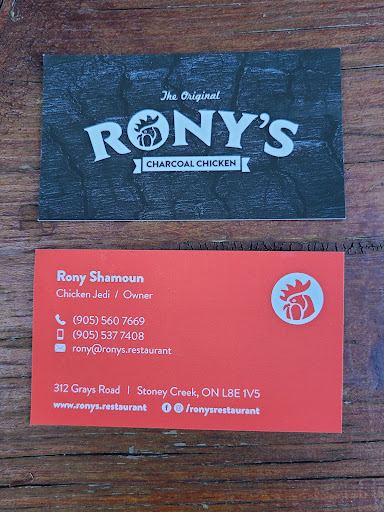 The Original
RONY'S
CHARCOAL CHICKEN
Rony Shamoun
Chicken Jedi / Owner
(905) 560 7669
(905) 537 7408
rony@ronys.restaurant
312 Grays Road | Stoney Creek, ON L8E 1V5
www.ronys.restaurant /ronysrestaurant